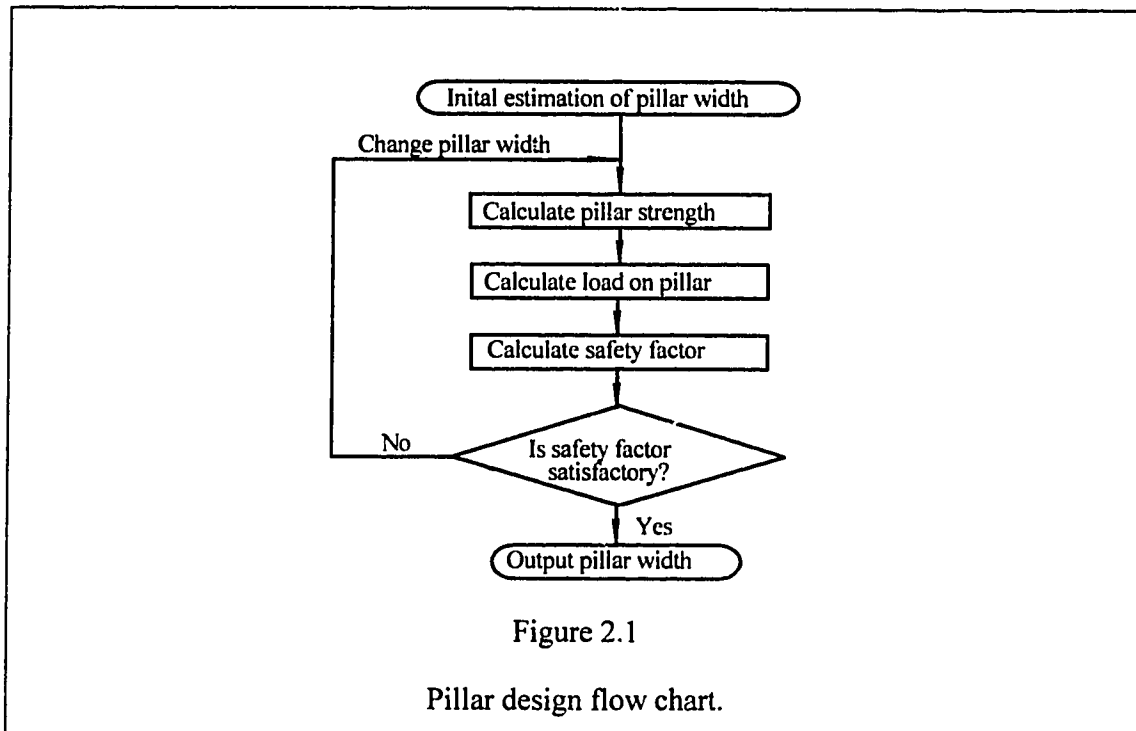 Inital estimation of pillar width
Change pillar width
Calculate pillar strength
Calculate load on pillar
Calculate safety factor
Is safety factor
satisfactory?
No
Yes
Output pillar width
Figure 2.1
Pillar design flow chart.